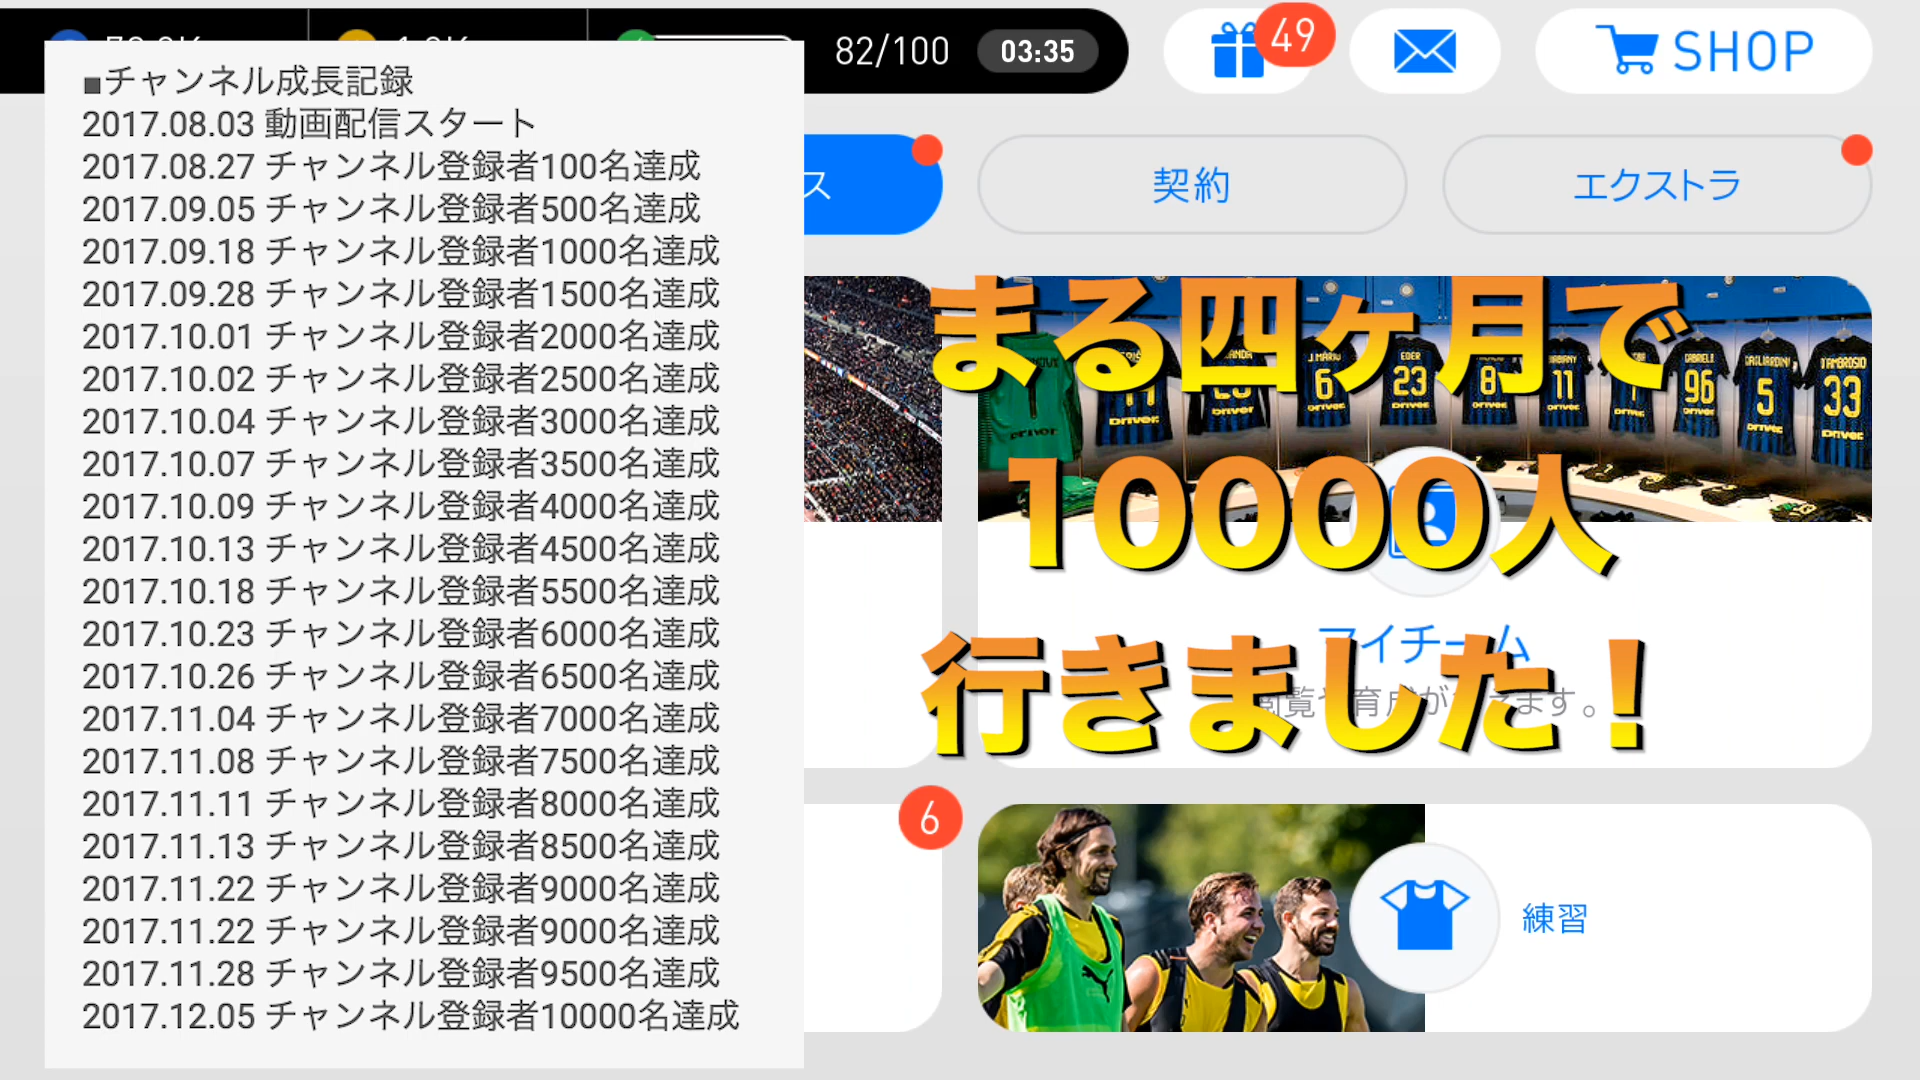 82/100
03:35
49
SHOP
■チャンネル成長記録
2017.08.03 動画配信スタート
2017.08.27 チャンネル登録者100名達成
2017.09.05 チャンネル登録者500名達成
2017.09.18 チャンネル登録者1000名達成
2017.09.28 チャンネル登録者1500名達成
2017.10.01 チャンネル登録者2000名達成
2017.10.02 チャンネル登録者2500名達成
2017.10.04 チャンネル登録者3000名達成
2017.10.07 チャンネル登録者3500名達成
2017.10.09 チャンネル登録者4000名達成
2017.10.13 チャンネル登録者4500名達成
2017.10.18 チャンネル登録者5500名達成
2017.10.23 チャンネル登録者6000名達成
2017.10.26 チャンネル登録者6500名達成
2017.11.04 チャンネル登録者7000名達成
2017.11.08 チャンネル登録者7500名達成
2017.11.11 チャンネル登録者8000名達成
2017.11.13 チャンネル登録者8500名達成
2017.11.22 チャンネル登録者9000名達成
2017.11.22 チャンネル登録者9000名達成
2017.11.28 チャンネル登録者9500名達成
2017.12.05 チャンネル登録者10000名達成
ス
契約
エクストラ
まる四ヶ月で
10000人
行きました！
J.MARIO
6
EDER
23
8
11
GABRIEL
96
GAGLIARDINI
5
D'AMBROSIO
33
マイチーム
6
練習